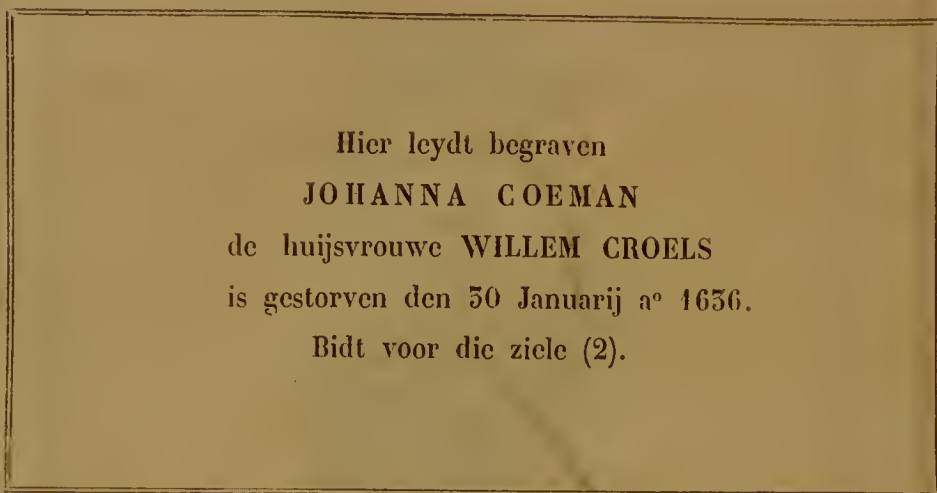 Hier leydt begraven
JOHANNA COEMAN
de huijsvrouwe WILLEM CROELS
is gestorven den 30 Januarij aº 1636.
Bidt voor die ziele (2).